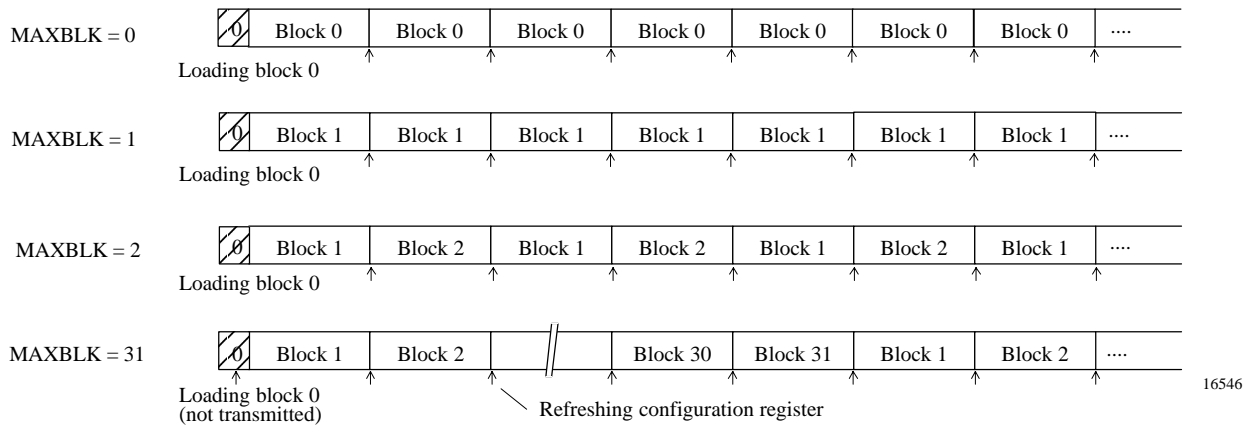 MAXBLK = 0 0 Block 0 Block 0 Block 0 Block 0 Block 0 Block 0 Block 0 ....
Loading block 0
MAXBLK = 1 0 Block 1 Block 1 Block 1 Block 1 Block 1 Block 1 Block 1 ....
Loading block 0
MAXBLK = 2 0 Block 1 Block 2 Block 1 Block 2 Block 1 Block 2 Block 1 ....
Loading block 0
MAXBLK = 31 0 Block 1 Block 2 Block 30 Block 31 Block 1 Block 2 ....
Loading block 0
(not transmitted)
Refreshing configuration register
16546